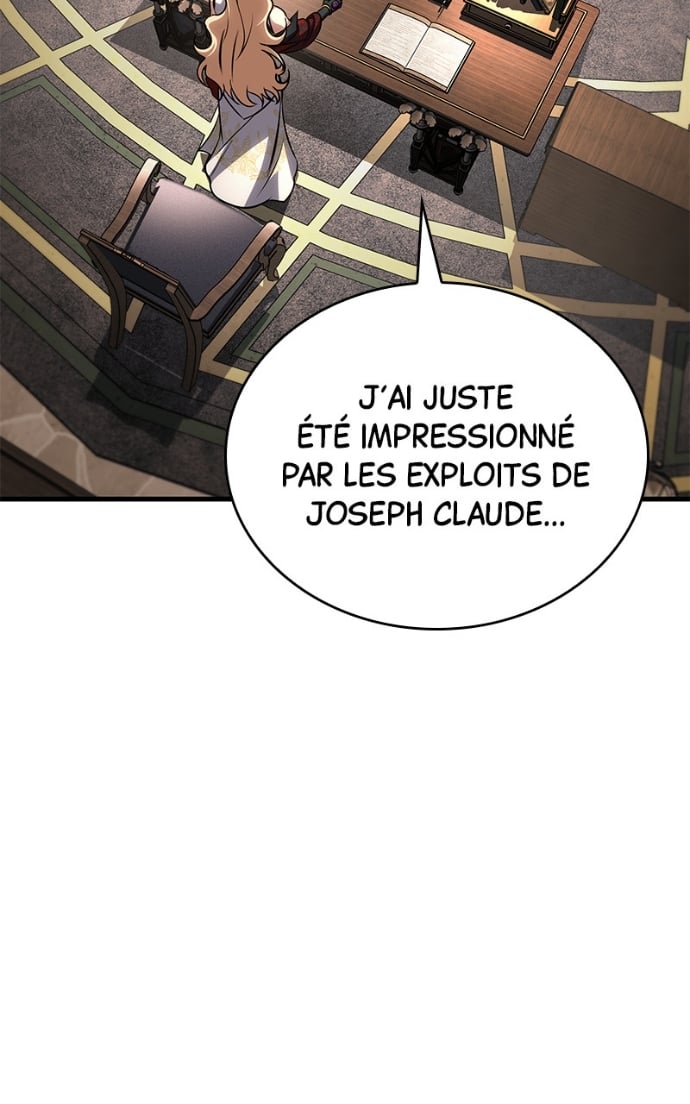 J'AI JUSTE
ÉTÉ IMPRESSIONNÉ
PAR LES EXPLOITS DE
JOSEPH CLAUDE...